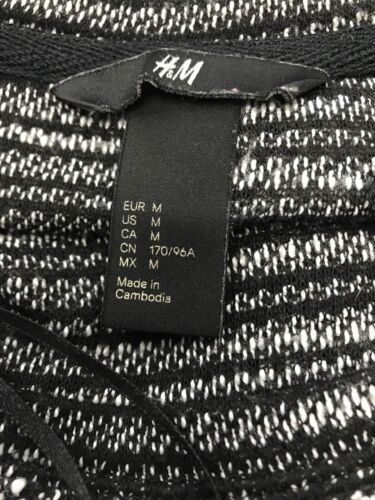 H&M
EUR M
US M
CA M
CN 170/96A
MX M
Made in
Cambodia